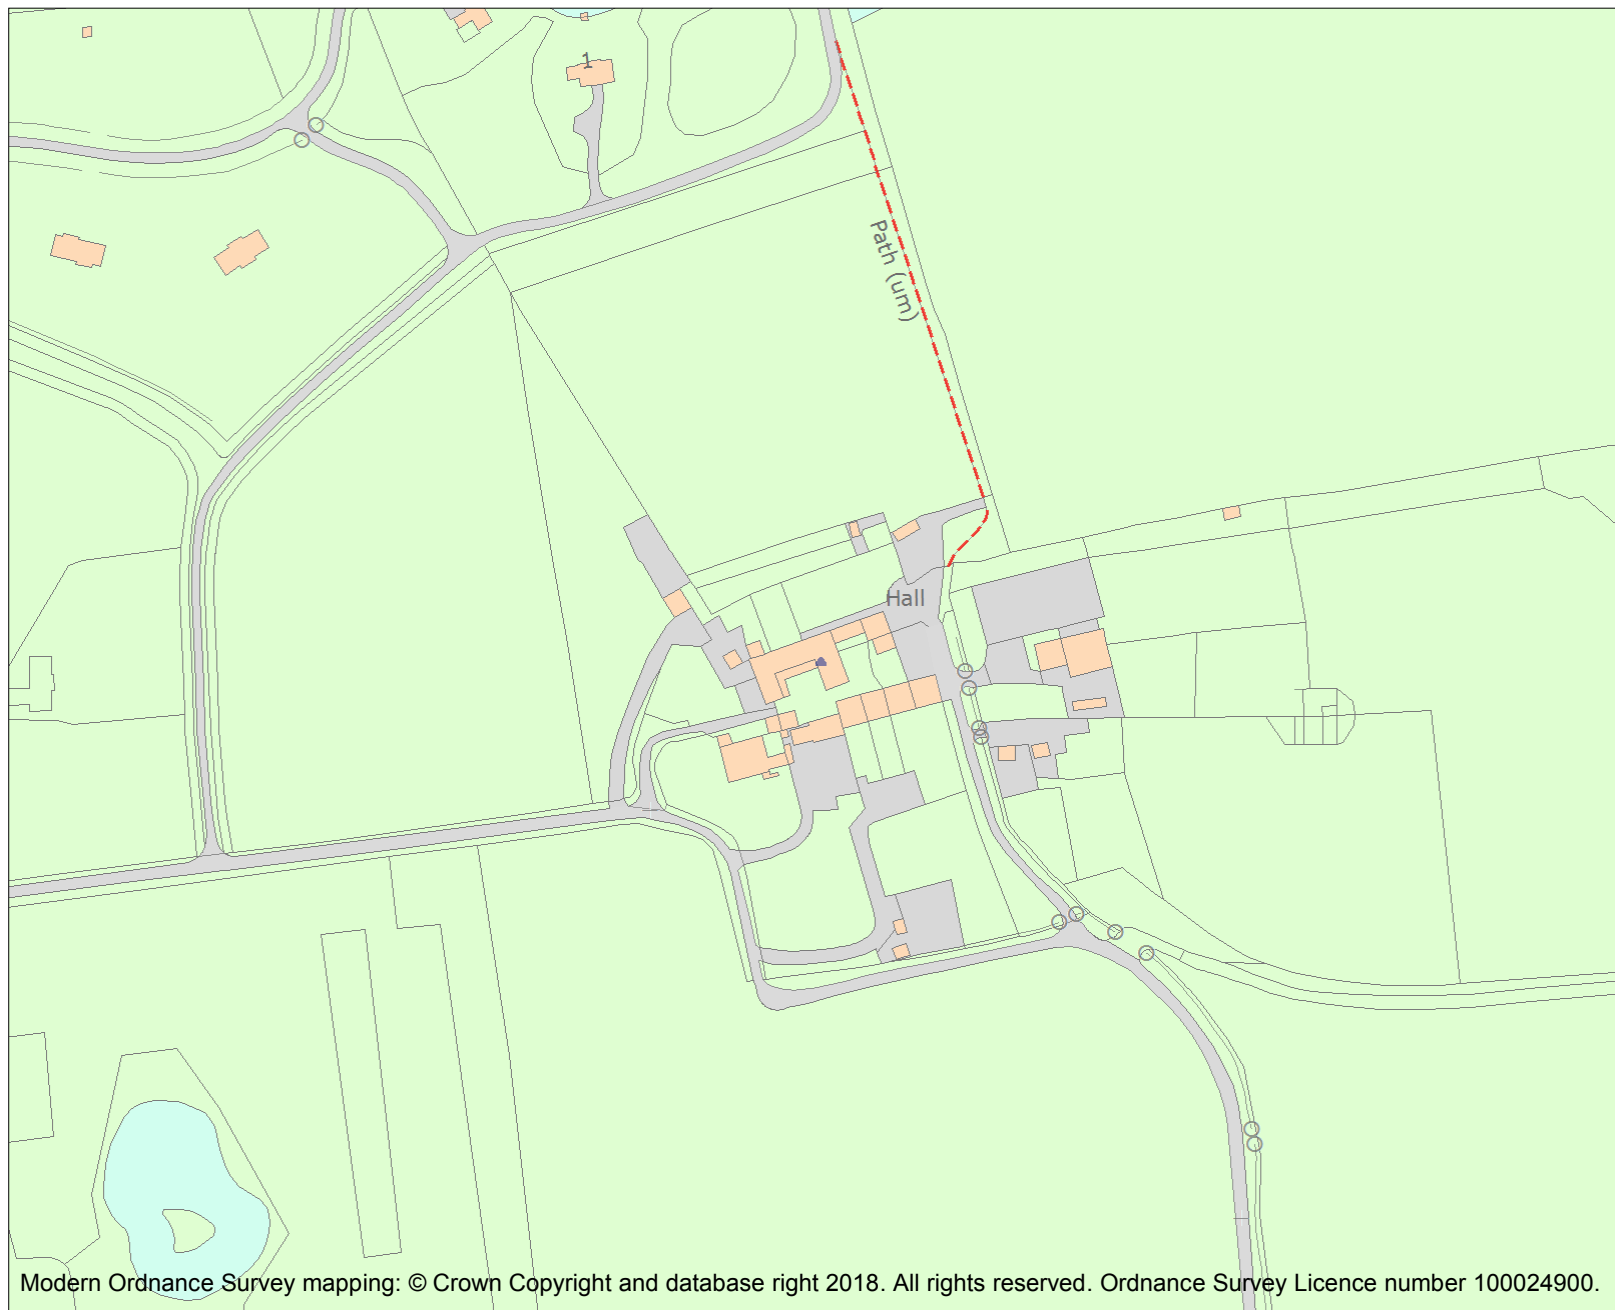 1
Path (um)
Hall
Modern Ordnance Survey mapping: © Crown Copyright and database right 2018. All rights reserved. Ordnance Survey Licence number 100024900.